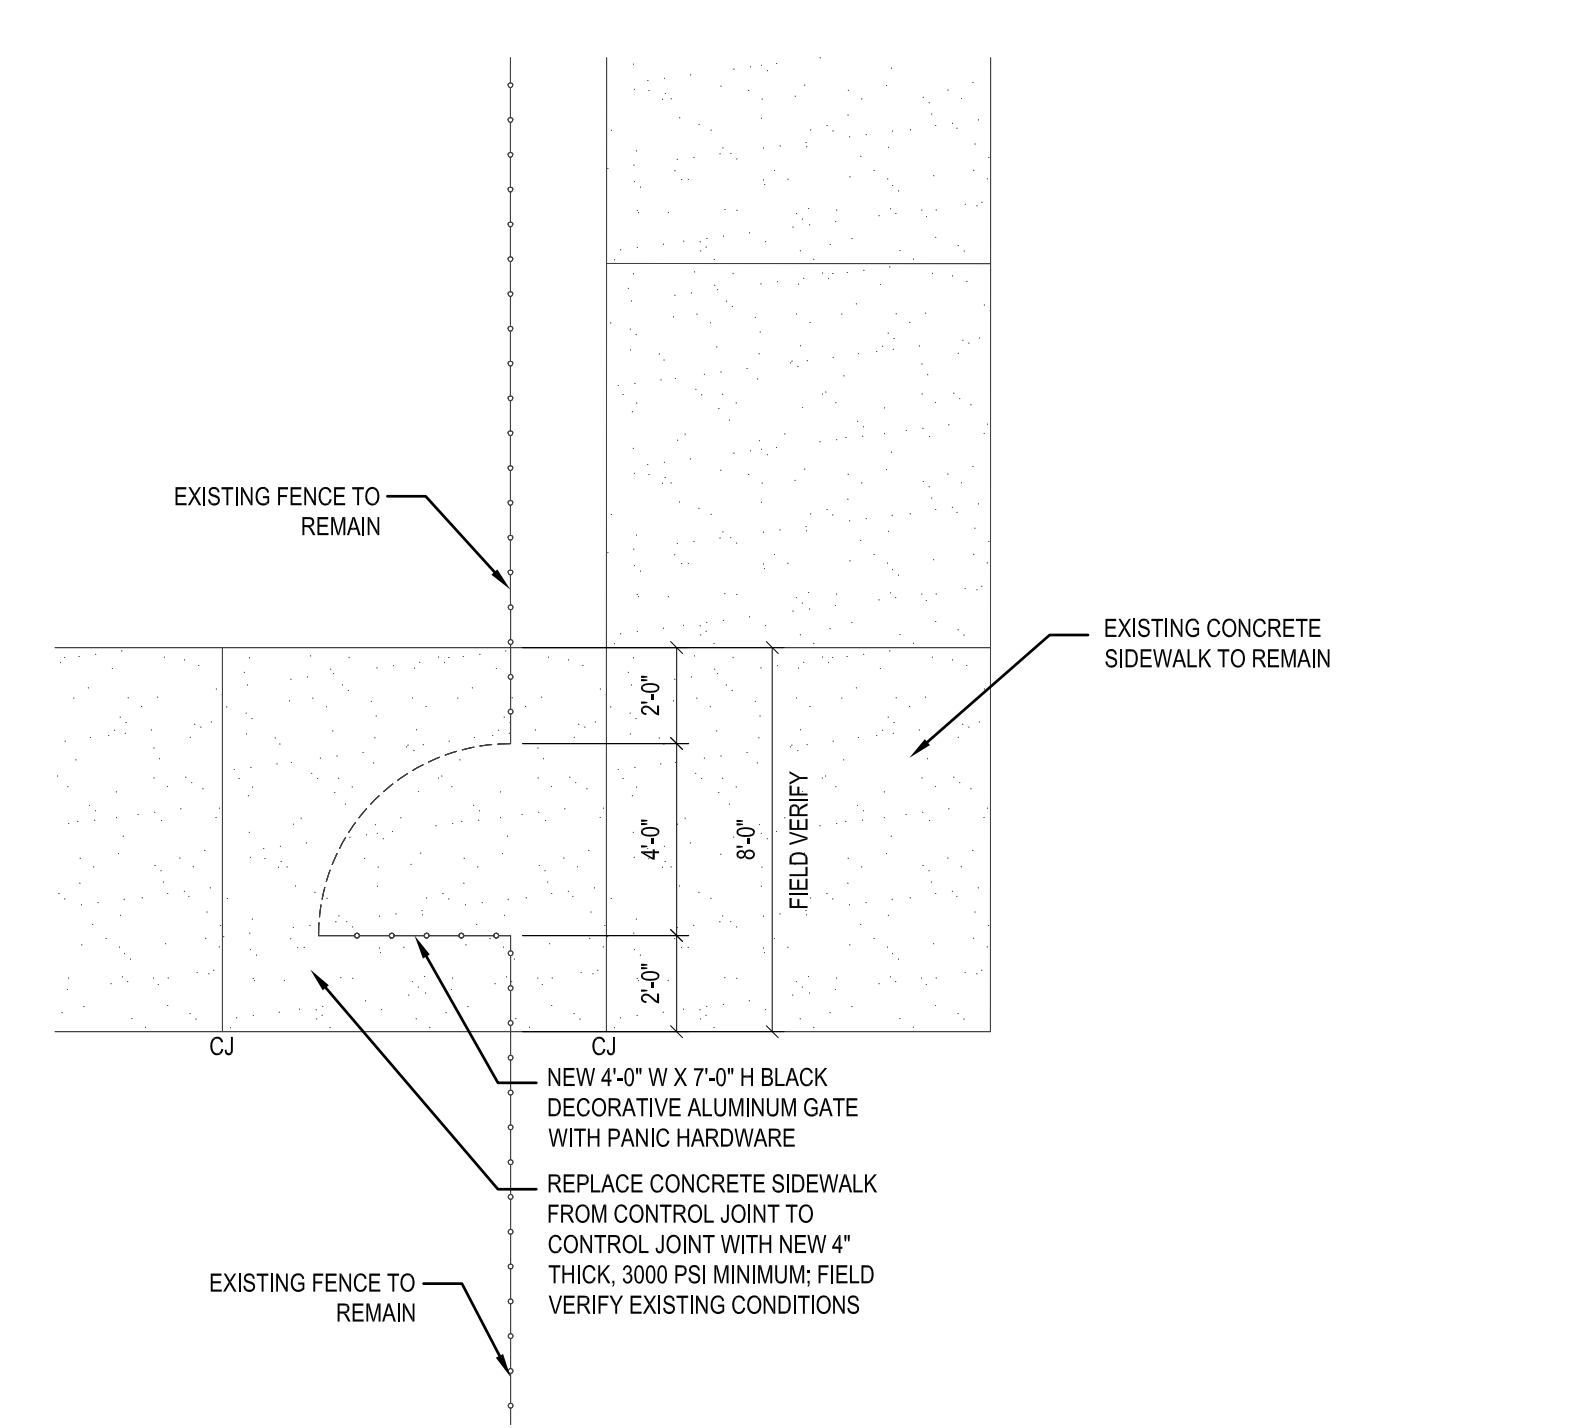 EXISTING FENCE TO
REMAIN
EXISTING CONCRETE
SIDEWALK TO REMAIN
2'-0"
4'-0"
8'-0"
FIELD VERIFY
2'-0"
CJ
CJ
NEW 4'-0" W X 7'-0" H BLACK
DECORATIVE ALUMINUM GATE
WITH PANIC HARDWARE
REPLACE CONCRETE SIDEWALK
FROM CONTROL JOINT TO
CONTROL JOINT WITH NEW 4"
THICK, 3000 PSI MINIMUM; FIELD
VERIFY EXISTING CONDITIONS
EXISTING FENCE TO
REMAIN